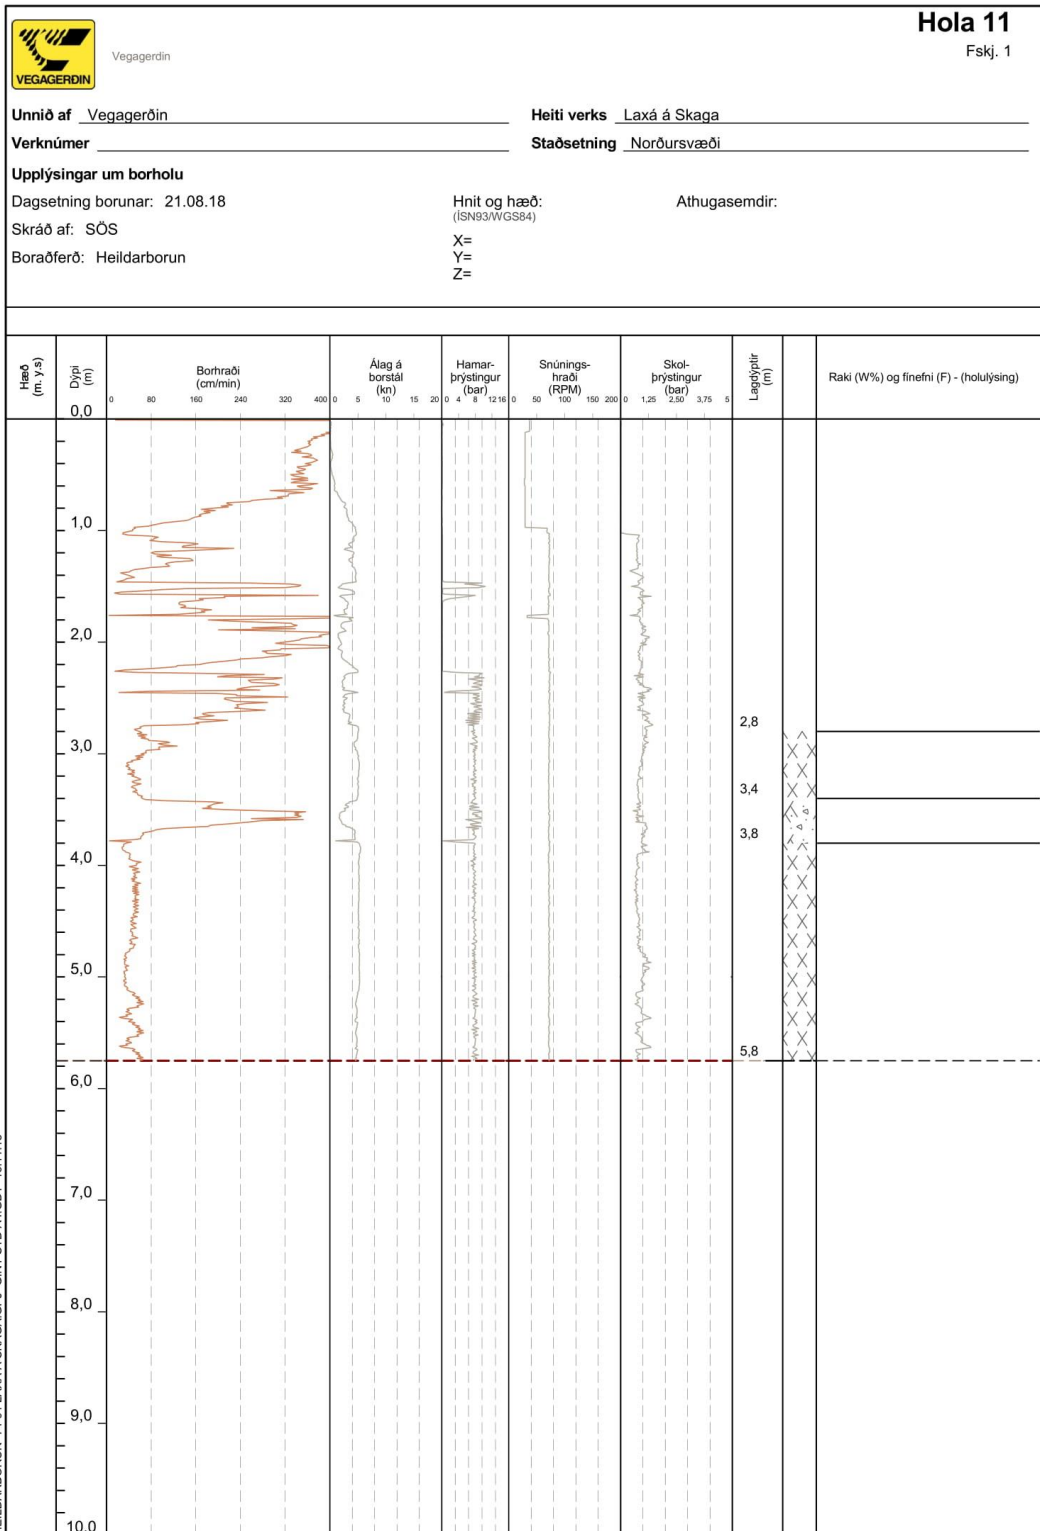 Hola 11
Fskj. 1
VEGAGERÐIN
Vegagerdin
Unnið af Vegagerðin
Heiti verks Laxá á Skaga
Verknúmer
Staðsetning Norðursvæði
Upplýsingar um borholu
Dagsetning borunar: 21.08.18
Hnit og hæð:
Athugasemdir:
(ÍSN93/WGS84)
Skráð af: SÖS
X=
Boraðferð: Heildarborun
Y=
Z=
Hæð
(m. y.s)
Dýpi
(m)
Borhraði
(cm/min)
0 80 160 240 320 400
Álag á
borstál
(kn)
0 5 10 15 20
Hamar-
þrýstingur
(bar)
0 4 8 12 16
Snúnings-
hraði
(RPM)
0 50 100 150 200
Skol-
þrýstingur
(bar)
0 1,25 2,50 3,75 5
Lagdýptir
(m)
Raki (W%) og fínefni (F) - (holulýsing)
0,0
1,0
2,0
2,8
3,0
3,4
3,8
4,0
5,0
5,8
6,0
7,0
8,0
9,0
10,0